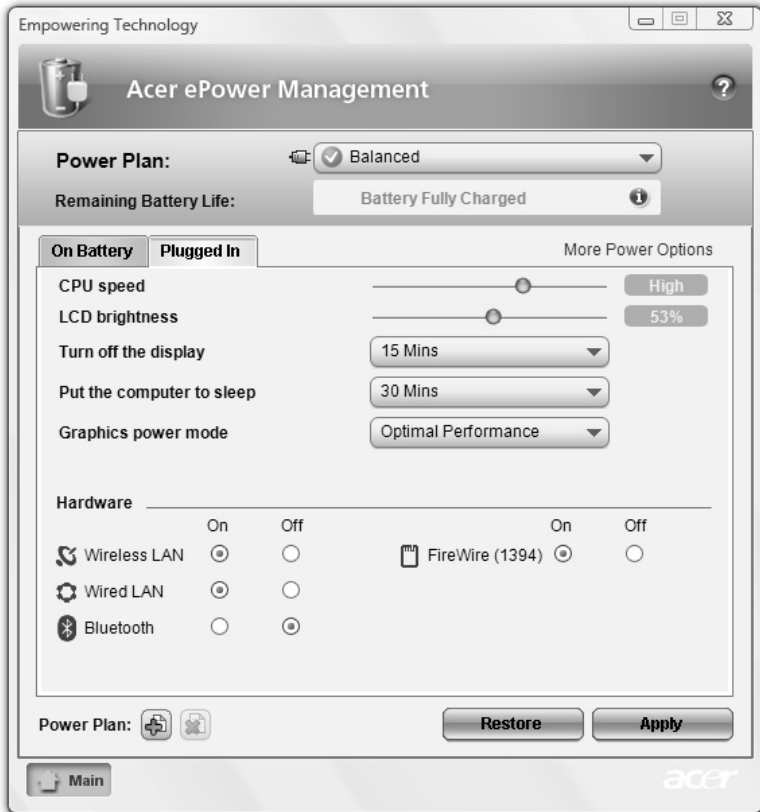 Empowering Technology
Acer ePower Management ?
Power Plan: Balanced
Remaining Battery Life: Battery Fully Charged i
On Battery Plugged In More Power Options
CPU speed High
LCD brightness 53%
Turn off the display 15 Mins
Put the computer to sleep 30 Mins
Graphics power mode Optimal Performance
Hardware
On Off On Off
Wireless LAN FireWire (1394)
Wired LAN
Bluetooth
Power Plan: Restore Apply
Main acer